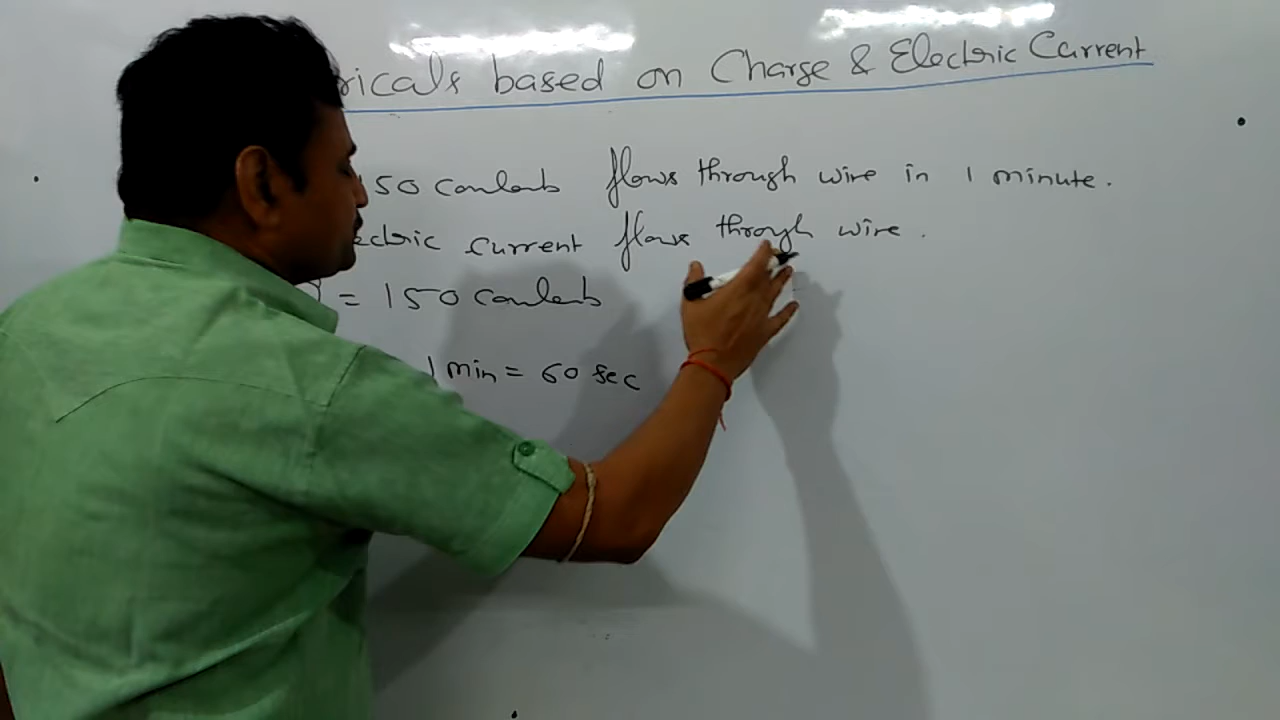 ricals based on Charge & Electric Current
150 Coulomb flows through wire in 1 minute.
ectric current flows through wire.
= 150 Coulomb
1 min = 60 sec